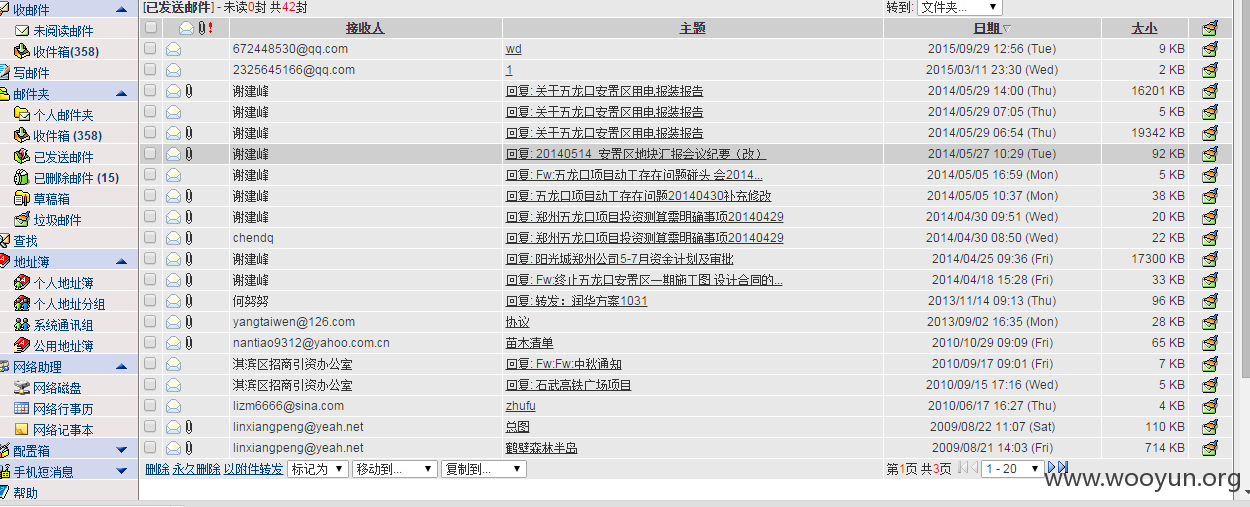 收邮件
未阅读邮件
收件箱(358)
写邮件
邮件夹
个人邮件夹
收件箱 (358)
已发送邮件
已删除邮件 (15)
草稿箱
垃圾邮件
查找
地址簿
个人地址簿
个人地址分组
系统通讯组
公用地址簿
网络助理
网络磁盘
网络行事历
网络记事本
配置箱
手机短消息
帮助
[已发送邮件] - 未读0封 共42封 转到: 文件夹...
接收人 主题 日期 大小
672448530@qq.com wd 2015/09/29 12:56 (Tue) 9 KB
2325645166@qq.com 1 2015/03/11 23:30 (Wed) 2 KB
谢建峰 回复: 关于五龙口安置区用电报装报告 2014/05/29 14:00 (Thu) 16201 KB
谢建峰 回复: 关于五龙口安置区用电报装报告 2014/05/29 07:05 (Thu) 5 KB
谢建峰 回复: 关于五龙口安置区用电报装报告 2014/05/29 06:54 (Thu) 19342 KB
谢建峰 回复: 20140514 安置区地块汇报会议纪要（改） 2014/05/27 10:29 (Tue) 92 KB
谢建峰 回复: Fw:五龙口项目动工存在问题碰头 会2014... 2014/05/05 16:59 (Mon) 5 KB
谢建峰 回复: 五龙口项目动工存在问题20140430补充修改 2014/05/05 10:37 (Mon) 38 KB
谢建峰 回复: 郑州五龙口项目投资测算需明确事项20140429 2014/04/30 09:51 (Wed) 20 KB
chendq 回复: 郑州五龙口项目投资测算需明确事项20140429 2014/04/30 08:50 (Wed) 22 KB
谢建峰 回复: 阳光城郑州公司5-7月资金计划及审批 2014/04/25 09:36 (Fri) 17300 KB
谢建峰 回复: Fw:终止五龙口安置区一期施工图 设计合同的... 2014/04/18 15:28 (Fri) 33 KB
何努努 回复: 转发：润华方案1031 2013/11/14 09:13 (Thu) 96 KB
yangtaiwen@126.com 协议 2013/09/02 16:35 (Mon) 28 KB
nantiao9312@yahoo.com.cn 苗木清单 2010/10/29 09:09 (Fri) 65 KB
淇滨区招商引资办公室 回复: Fw:Fw:中秋通知 2010/09/17 09:01 (Fri) 7 KB
淇滨区招商引资办公室 回复: 石武高铁广场项目 2010/09/15 17:16 (Wed) 5 KB
lizm6666@sina.com zhufu 2010/06/17 16:27 (Thu) 4 KB
linxiangpeng@yeah.net 总图 2009/08/22 11:07 (Sat) 110 KB
linxiangpeng@yeah.net 鹤壁森林半岛 2009/08/21 14:03 (Fri) 714 KB
删除 永久删除 以附件转发 标记为 移动到... 复制到... 第1页 共3页 1 - 20
www.wooyun.org